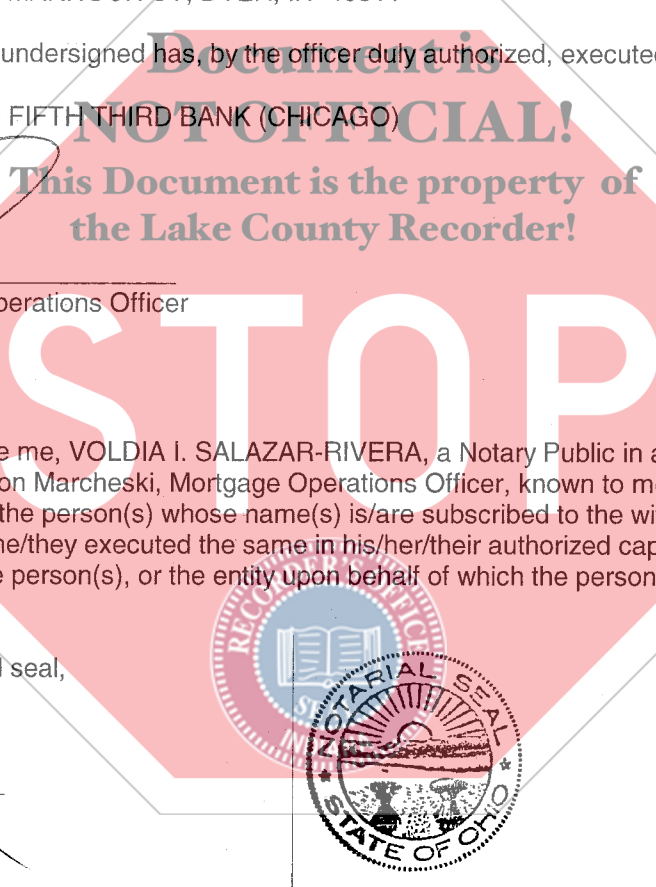 undersigned has, by the officer duly authorized, executed
Document is
FIFTH THIRD BANK (CHICAGO)
NOT OFFICIAL!
This Document is the property of
the Lake County Recorder!
perations Officer
STOP
e me, VOLDIA I. SALAZAR-RIVERA, a Notary Public in a
on Marcheski, Mortgage Operations Officer, known to m
the person(s) whose name(s) is/are subscribed to the wi
ne/they executed the same in his/her/their authorized cap
e person(s), or the entity upon behalf of which the person
RECORDER'S OFFICE
SEAL
INDIANA
l seal,
NOTARIAL SEAL
STATE OF OHIO